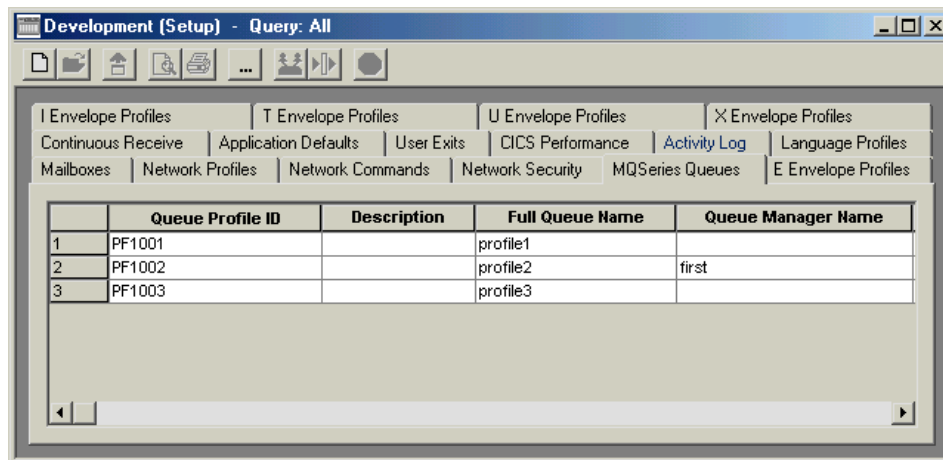 Development (Setup) - Query: All
...
I Envelope Profiles T Envelope Profiles U Envelope Profiles X Envelope Profiles
Continuous Receive Application Defaults User Exits CICS Performance Activity Log Language Profiles
Mailboxes Network Profiles Network Commands Network Security MQSeries Queues E Envelope Profiles
Queue Profile ID Description Full Queue Name Queue Manager Name
1 PF1001 profile1
2 PF1002 profile2 first
3 PF1003 profile3